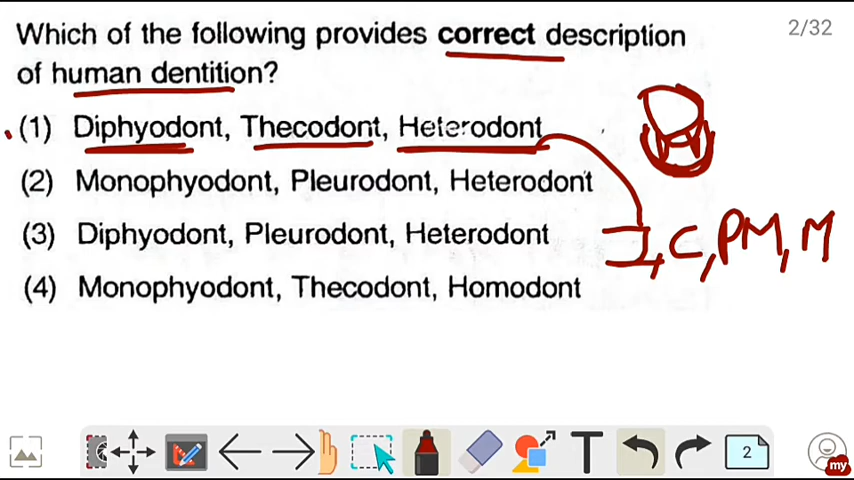 Which of the following provides correct description
2/32
of human dentition?
(1) Diphyodont, Thecodont, Heterodont
(2) Monophyodont, Pleurodont, Heterodont
I, C, PM, M
(3) Diphyodont, Pleurodont, Heterodont
(4) Monophyodont, Thecodont, Homodont
T
2
my